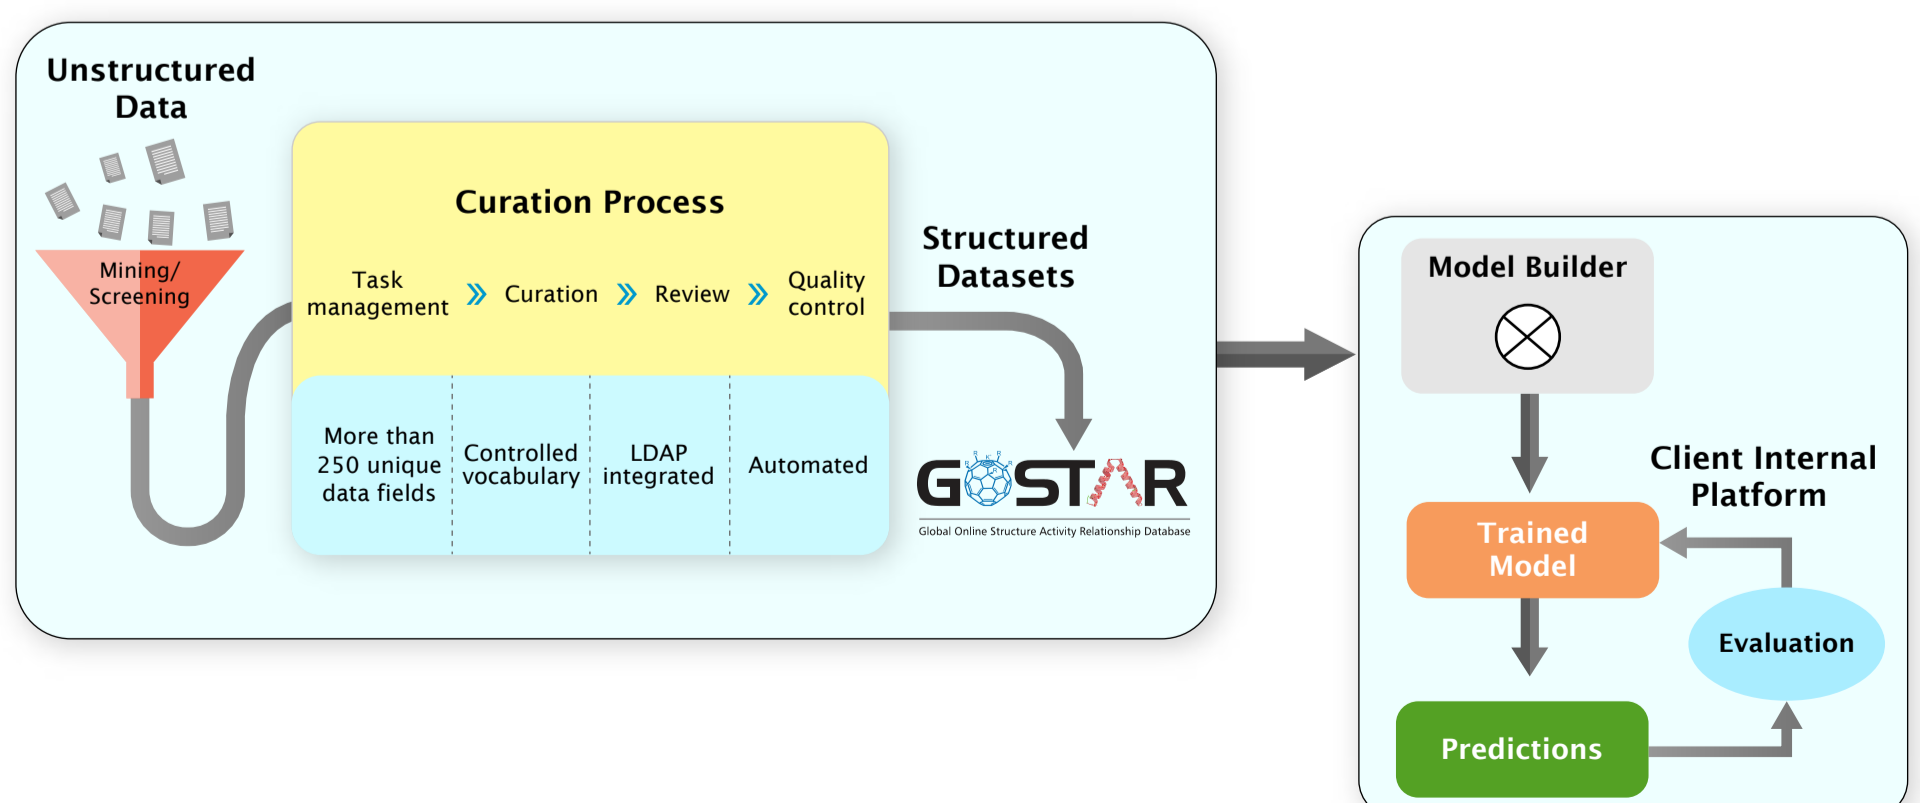 Unstructured
Data
Mining/
Screening
Curation Process
Task
management
Curation
Review
Quality
control
More than
250 unique
data fields
Controlled
vocabulary
LDAP
integrated
Automated
Structured
Datasets
GOSTAR
Global Online Structure Activity Relationship Database
Model Builder
Client Internal
Platform
Trained
Model
Evaluation
Predictions